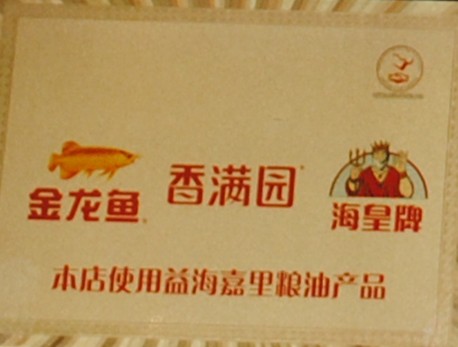 金龙鱼
香满园
海皇牌
本店使用益海嘉里粮油产品